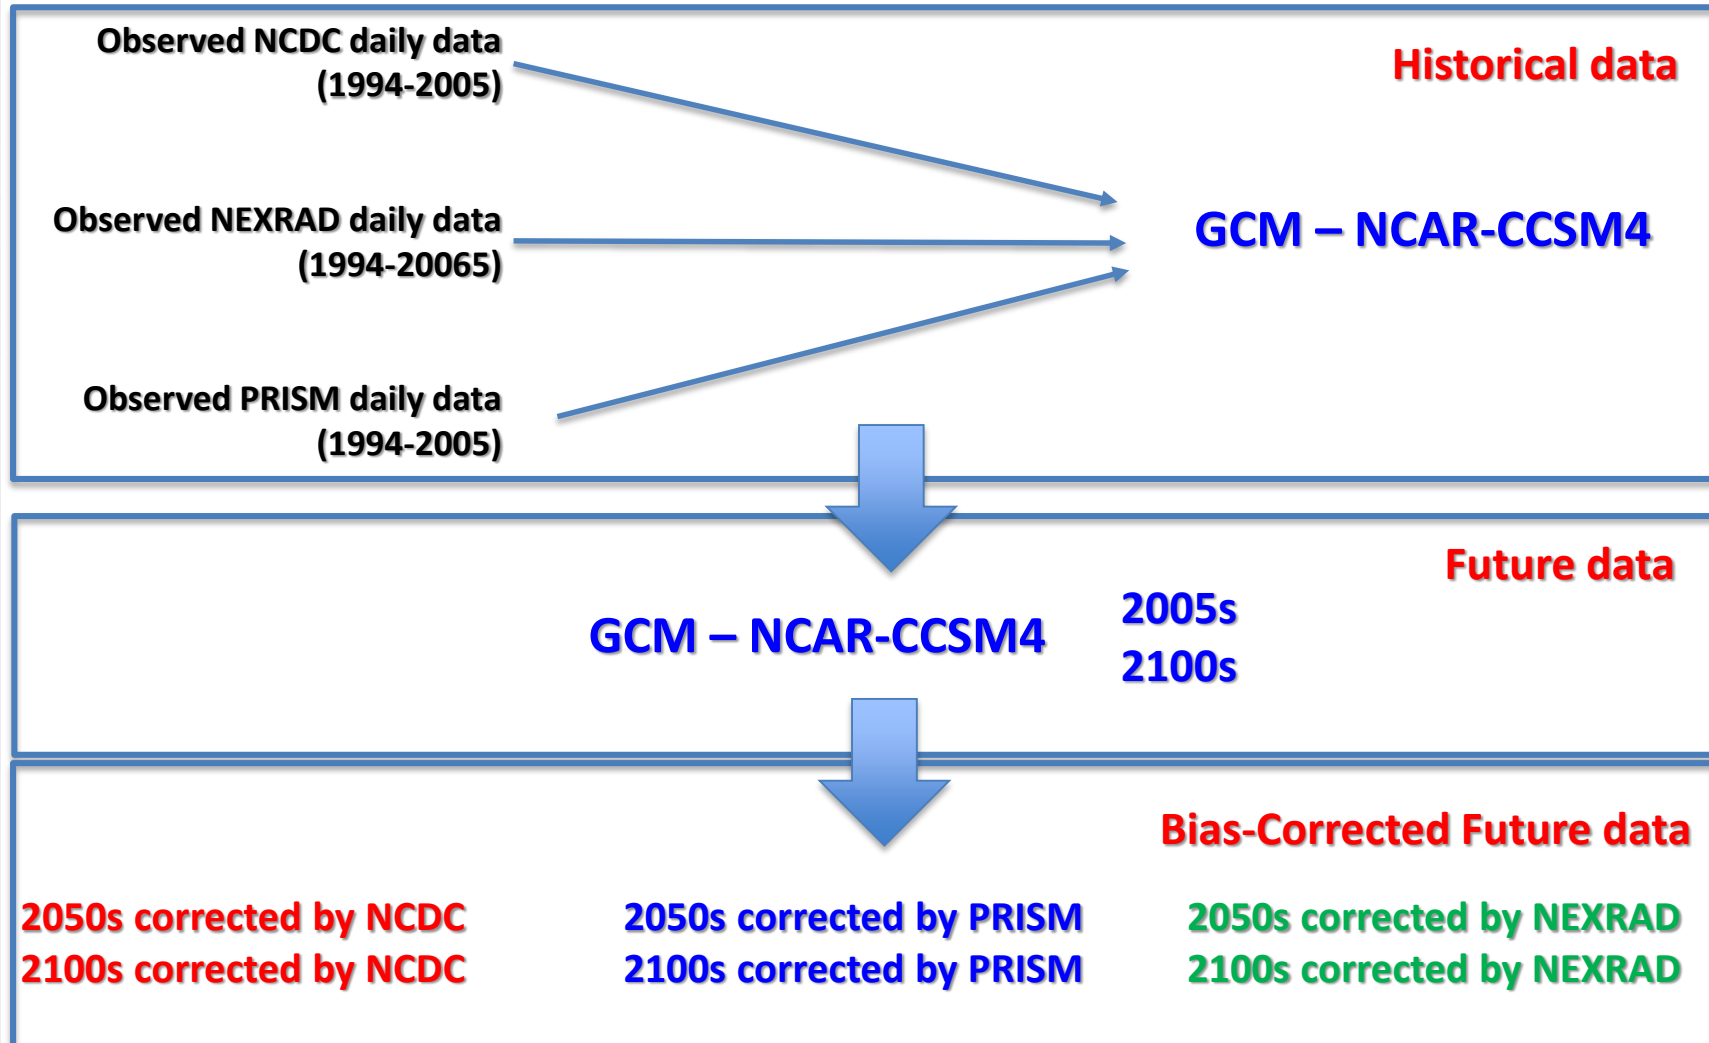 Observed NCDC daily data
(1994-2005)
Historical data
Observed NEXRAD daily data
(1994-20065)
GCM – NCAR-CCSM4
Observed PRISM daily data
(1994-2005)
Future data
GCM – NCAR-CCSM4
2005s
2100s
Bias-Corrected Future data
2050s corrected by NCDC
2100s corrected by NCDC
2050s corrected by PRISM
2100s corrected by PRISM
2050s corrected by NEXRAD
2100s corrected by NEXRAD